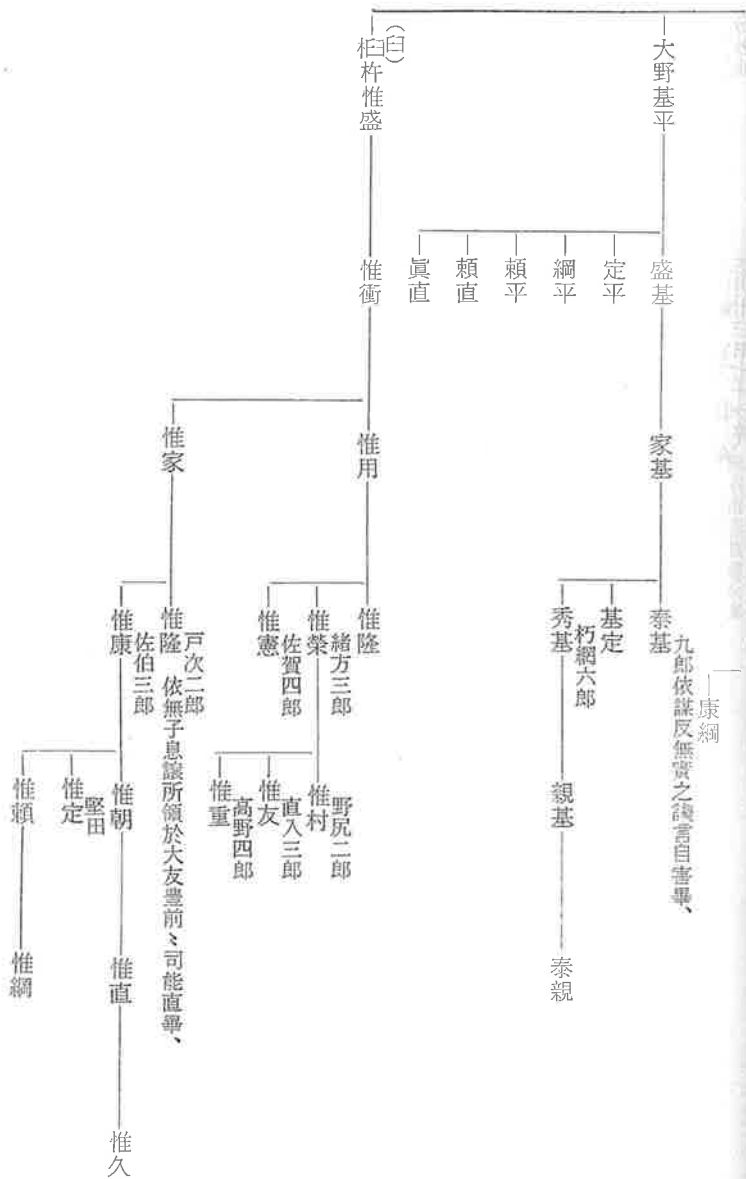 康綱
大野基平
盛基
定平
綱平
頼平
頼直
眞直
家基
泰基
九郎依謀反無實之讒言自害畢、
基定
朽網六郎
秀基
親基
泰親
(臼)
桕杵惟盛
惟衡
惟用
惟隆
緒方三郎
惟榮
佐賀四郎
惟憲
野尻二郎
惟村
直入三郎
惟友
高野四郎
惟重
惟家
戸次二郎
惟隆 依無子息讓所領於大友豊前〻司能直畢、
佐伯三郎
惟康
惟朝
堅田
惟定
惟頼
惟直
惟綱
惟久